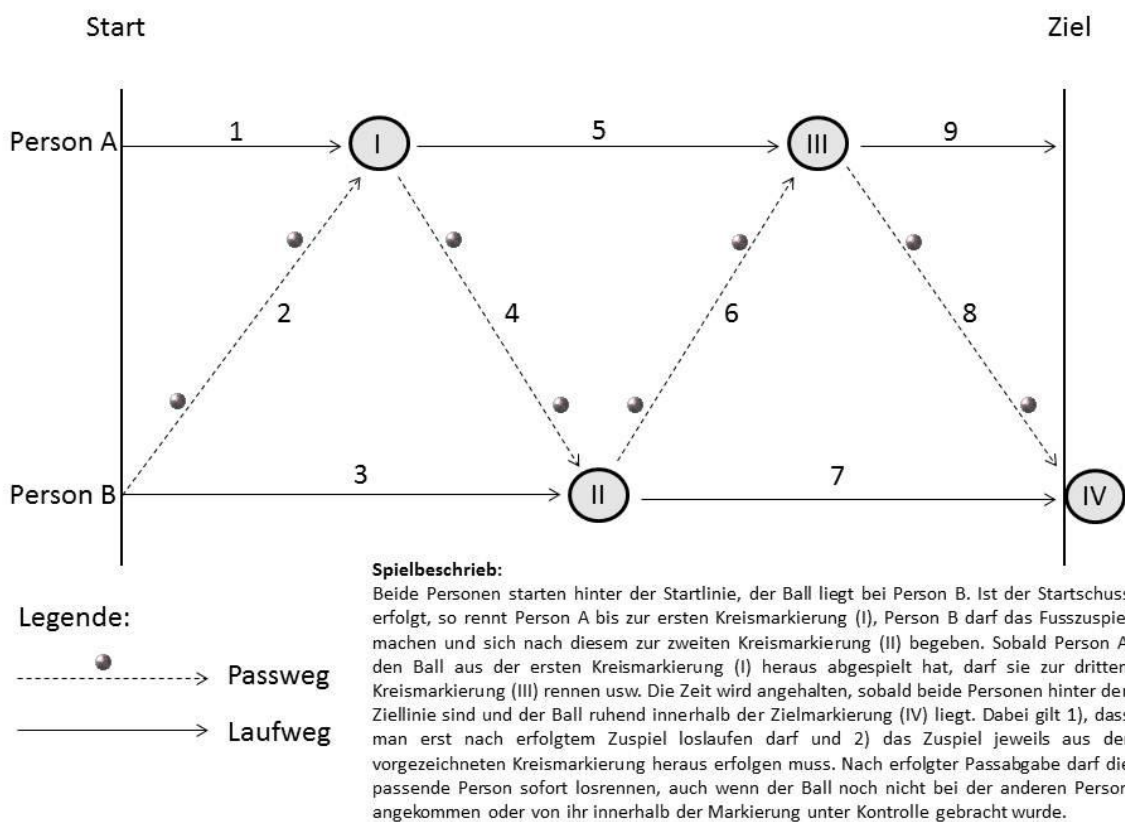 Start
Ziel
Person A
1
I
5
III
9
2
4
6
8
Person B
3
II
7
IV
Legende:
Passweg
Laufweg
Spielbeschrieb:
Beide Personen starten hinter der Startlinie, der Ball liegt bei Person B. Ist der Startschuss
erfolgt, so rennt Person A bis zur ersten Kreismarkierung (I), Person B darf das Fusszuspie
machen und sich nach diesem zur zweiten Kreismarkierung (II) begeben. Sobald Person A
den Ball aus der ersten Kreismarkierung (I) heraus abgespielt hat, darf sie zur dritter
Kreismarkierung (III) rennen usw. Die Zeit wird angehalten, sobald beide Personen hinter der
Ziellinie sind und der Ball ruhend innerhalb der Zielmarkierung (IV) liegt. Dabei gilt 1), dass
man erst nach erfolgtem Zuspiel loslaufen darf und 2) das Zuspiel jeweils aus der
vorgezeichneten Kreismarkierung heraus erfolgen muss. Nach erfolgter Passabgabe darf die
passende Person sofort losrennen, auch wenn der Ball noch nicht bei der anderen Person
angekommen oder von ihr innerhalb der Markierung unter Kontrolle gebracht wurde.